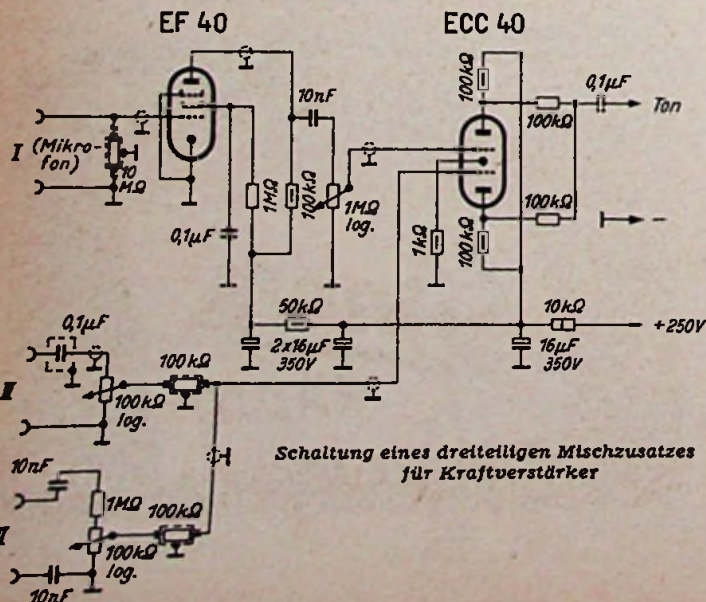 EF 40
ECC 40
10nF
100kΩ
0,1µF
Ton
100kΩ
I (Mikro-
fon)
10
MΩ
1MΩ
100kΩ
1MΩ
log.
0,1µF
1kΩ
100kΩ
100kΩ
–
50kΩ
10kΩ
+250V
2x16µF
350V
16µF
350V
0,1µF
100kΩ
II
100kΩ
log.
Schaltung eines dreiteiligen Mischzusatzes
für Kraftverstärker
10nF
1MΩ
100kΩ
100kΩ
log.
10nF